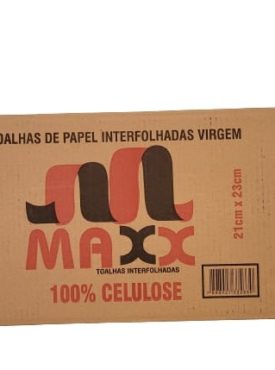 OALHAS DE PAPEL INTERFOLHADAS VIRGEM
MAXX
TOALHAS INTERFOLHADAS
100% CELULOSE
21cm x 23cm